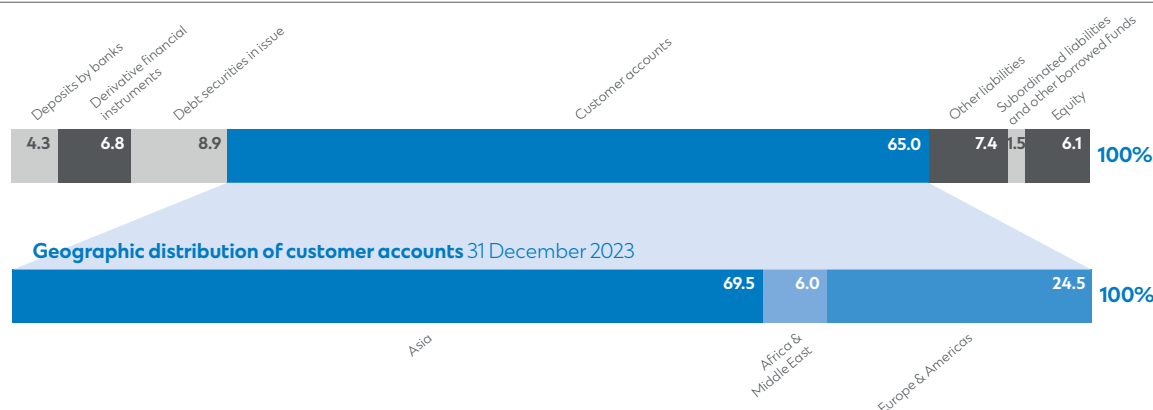 Deposits by banks
Derivative financial
instruments
Debt securities in issue
Customer accounts
Other liabilities
Subordinated liabilities
and other borrowed funds
Equity
4.3
6.8
8.9
65.0
7.4
1.5
6.1
100%
Geographic distribution of customer accounts 31 December 2023
69.5
6.0
24.5
100%
Asia
Africa &
Middle East
Europe & Americas